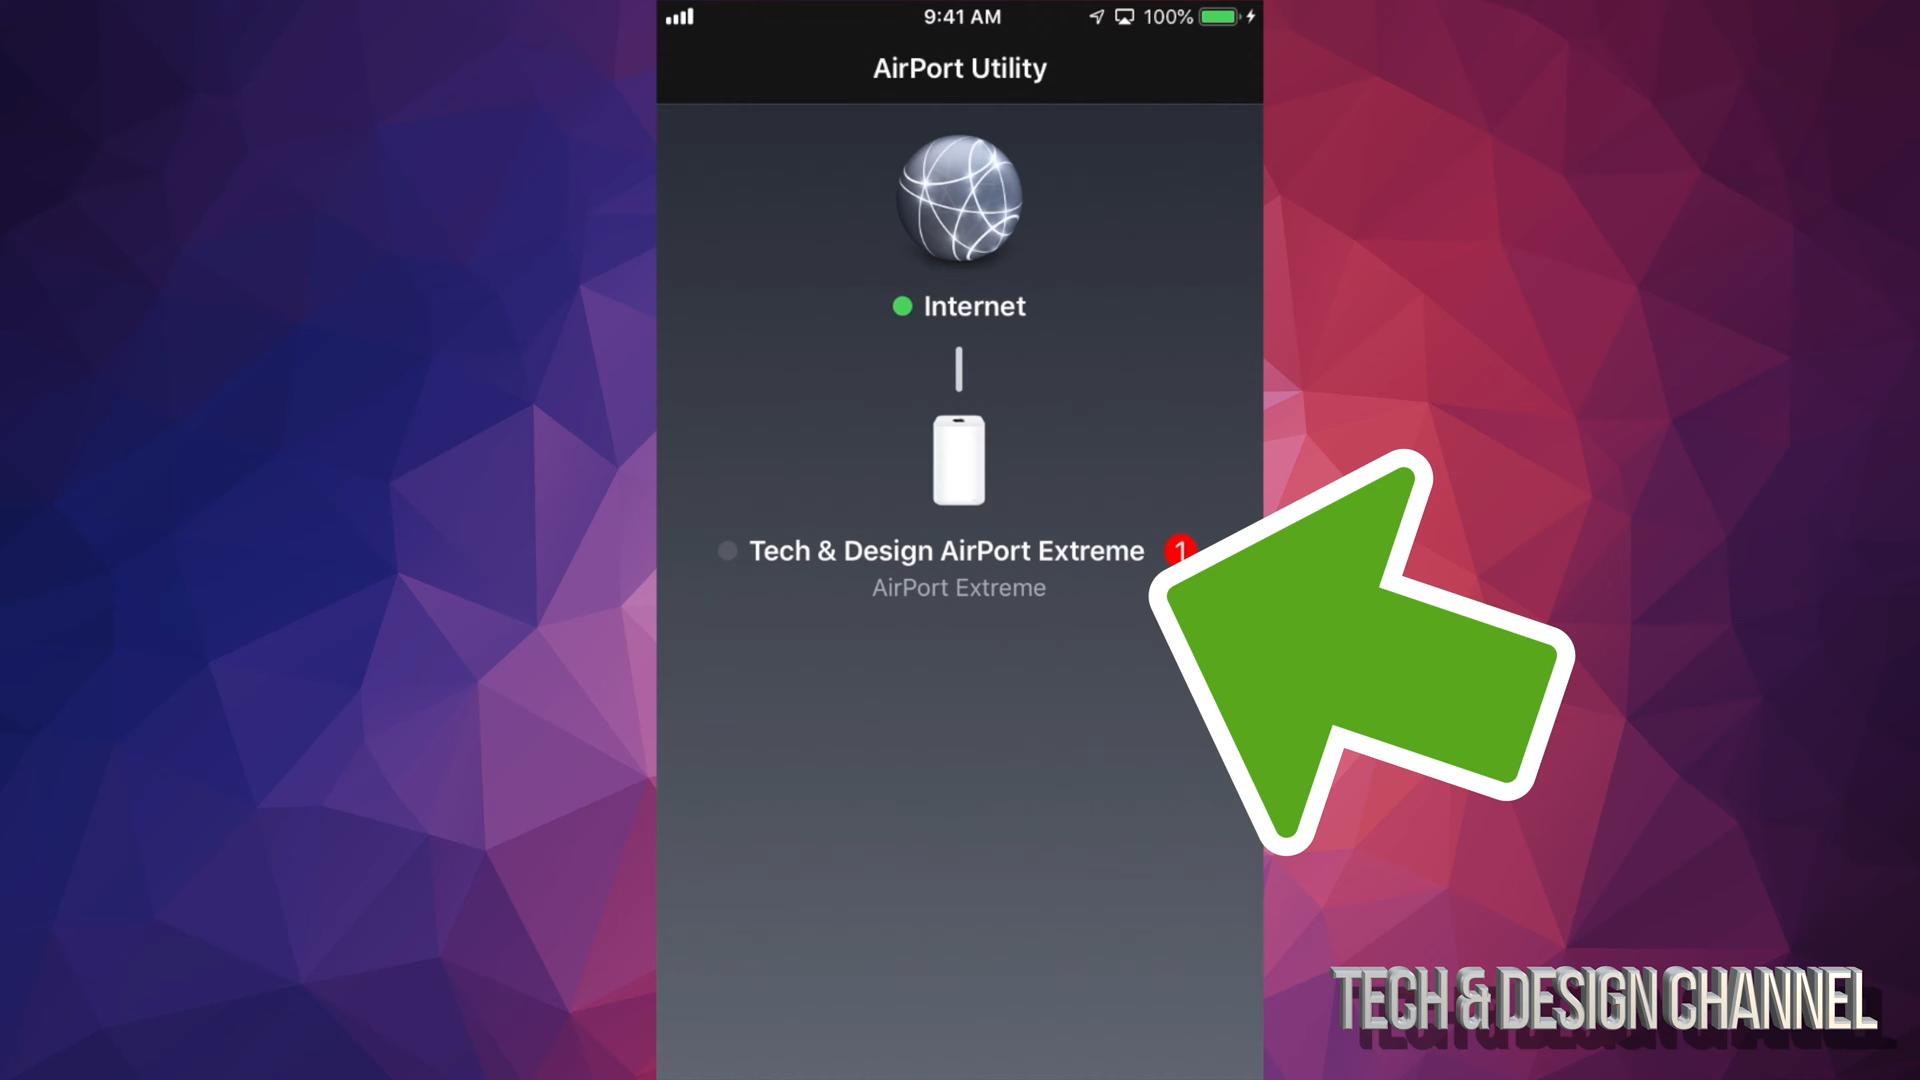 9:41 AM
100%
AirPort Utility
Internet
Tech & Design AirPort Extreme 1
AirPort Extreme
TECH & DESIGN CHANNEL